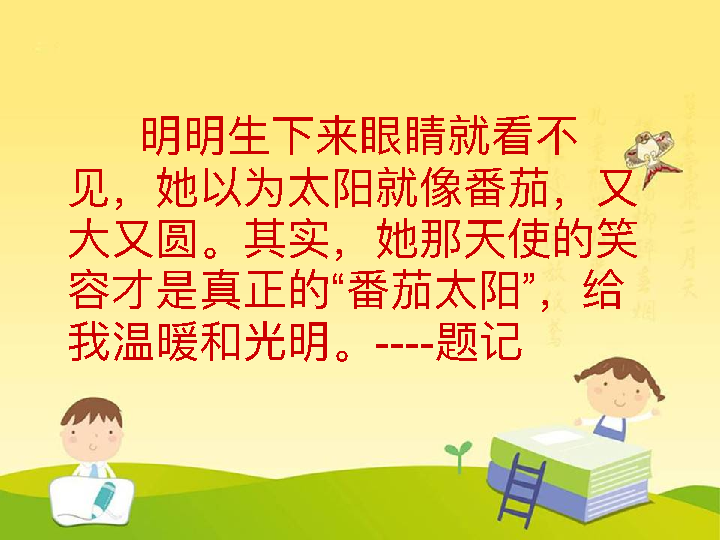 明明生下来眼睛就看不
见，她以为太阳就像番茄，又
大又圆。其实，她那天使的笑
容才是真正的“番茄太阳”，给
我温暖和光明。----题记